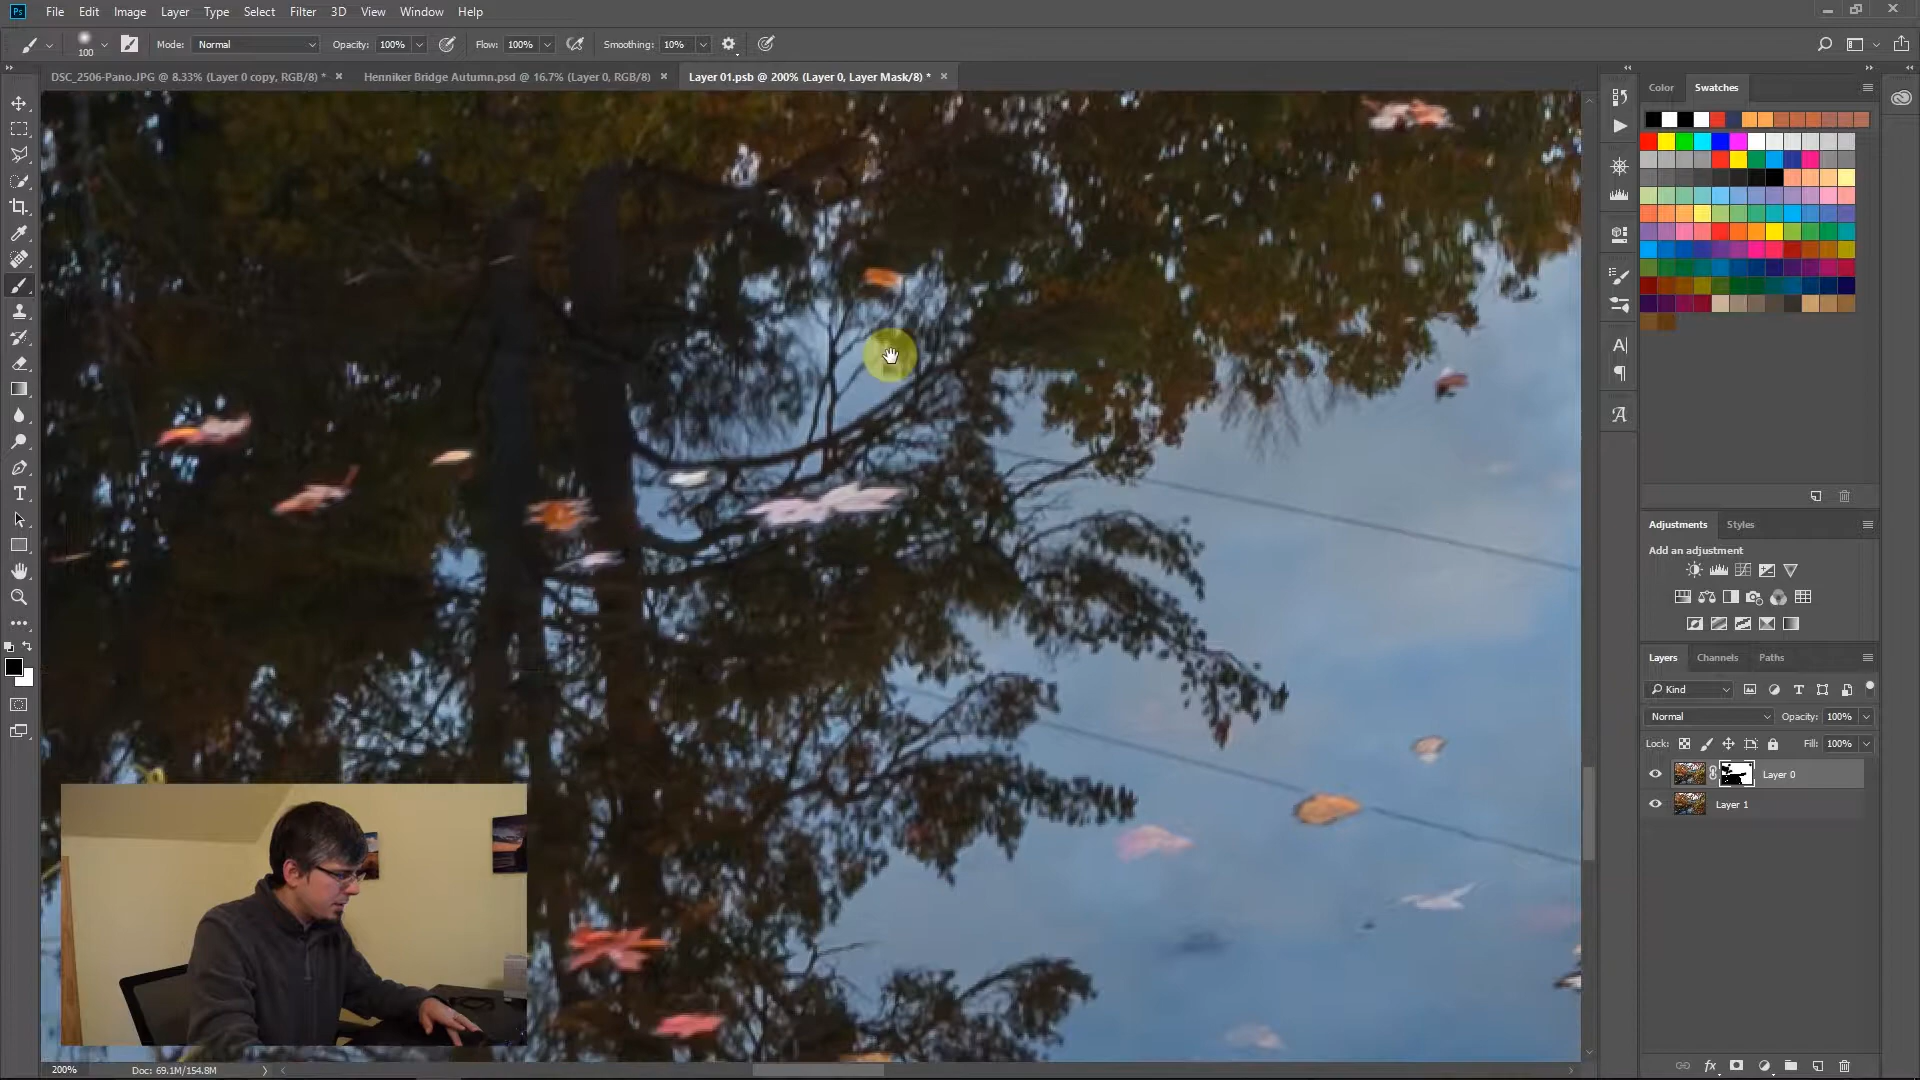 Ps File Edit Image Layer Type Select Filter 3D View Window Help
100 Mode: Normal Opacity: 100% Flow: 100% Smoothing: 10%
DSC_2506-Pano.JPG @ 8.33% (Layer 0 copy, RGB/8) * × Henniker Bridge Autumn.psd @ 16.7% (Layer 0, RGB/8) × Layer 01.psb @ 200% (Layer 0, Layer Mask/8) * ×
Color Swatches
Adjustments Styles
Add an adjustment
Layers Channels Paths
Kind
Normal Opacity: 100%
Lock: Fill: 100%
Layer 0
Layer 1
fx
200% Doc: 69.1M/154.8M